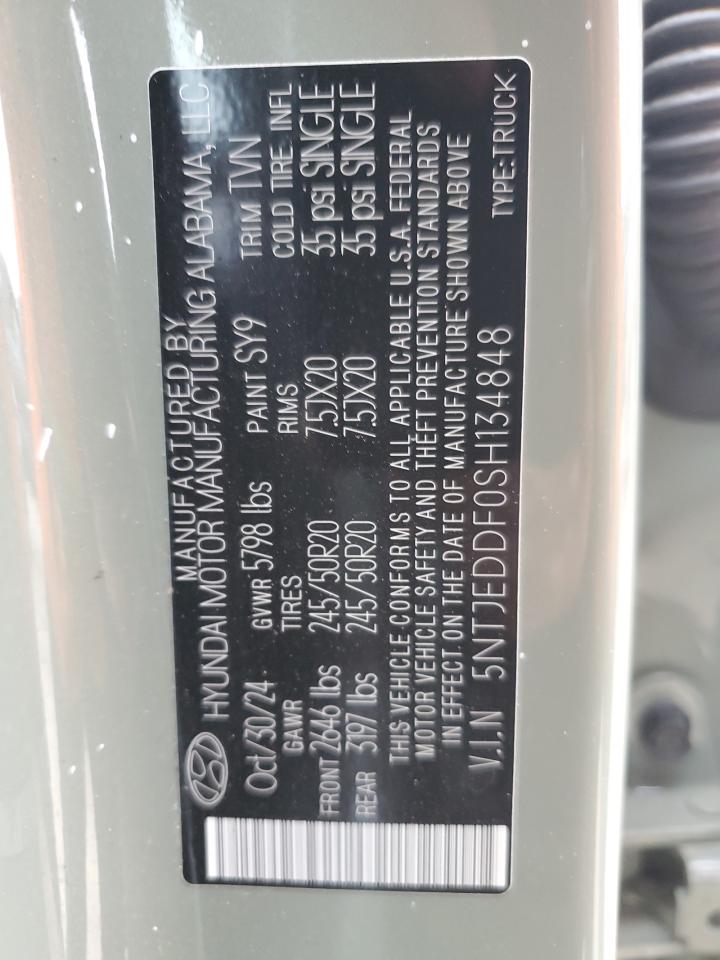 MANUFACTURED BY
HYUNDAI MOTOR MANUFACTURING ALABAMA, LLC
Oct/30/24 GVWR 5798 lbs PAINT SY9 TRIM TVN
GAWR TIRES RIMS COLD TIRE INFL
FRONT 2646 lbs 245/50R20 7.5JX20 35 psi SINGLE
REAR 3197 lbs 245/50R20 7.5JX20 35 psi SINGLE
THIS VEHICLE CONFORMS TO ALL APPLICABLE U.S.A. FEDERAL
MOTOR VEHICLE SAFETY AND THEFT PREVENTION STANDARDS
IN EFFECT ON THE DATE OF MANUFACTURE SHOWN ABOVE
V.I.N 5NTJEDDF0SH134848 TYPE:TRUCK